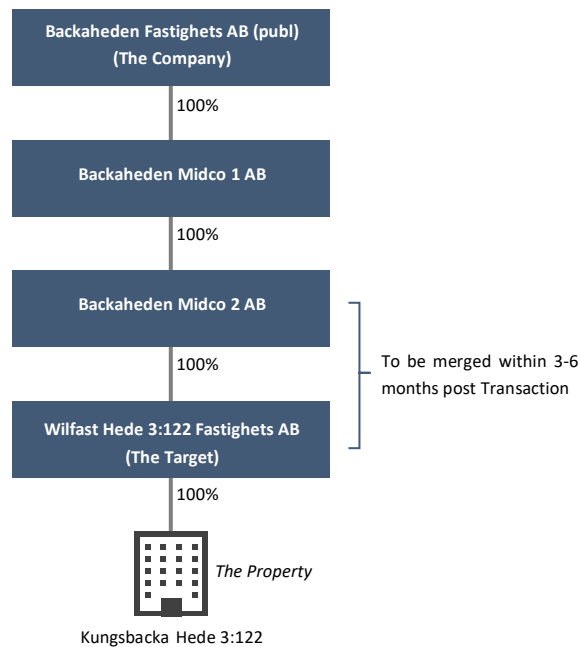 Backaheden Fastighets AB (publ)
(The Company)
100%
Backaheden Midco 1 AB
100%
Backaheden Midco 2 AB
100%
To be merged within 3-6
months post Transaction
Wilfast Hede 3:122 Fastighets AB
(The Target)
100%
The Property
Kungsbacka Hede 3:122